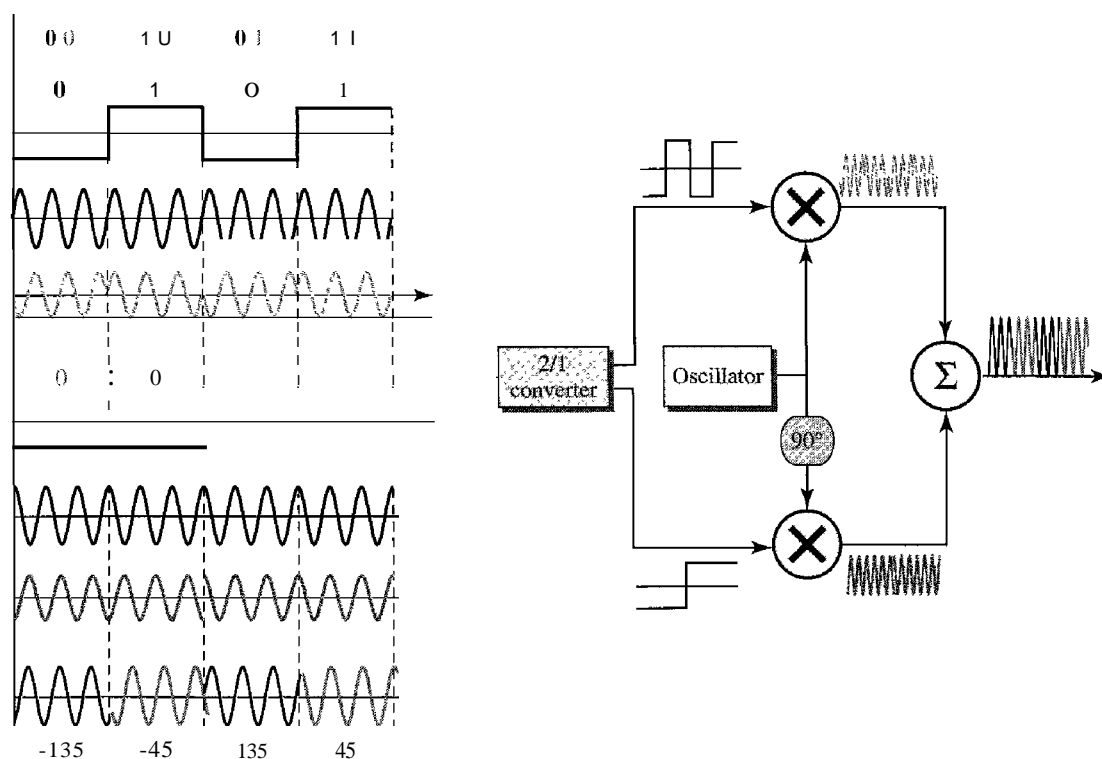 0 0 1 U 0 1 1 I
0 1 O 1
0 : 0
-135 -45 135 45
2/1
converter
Oscillator
90°
Σ